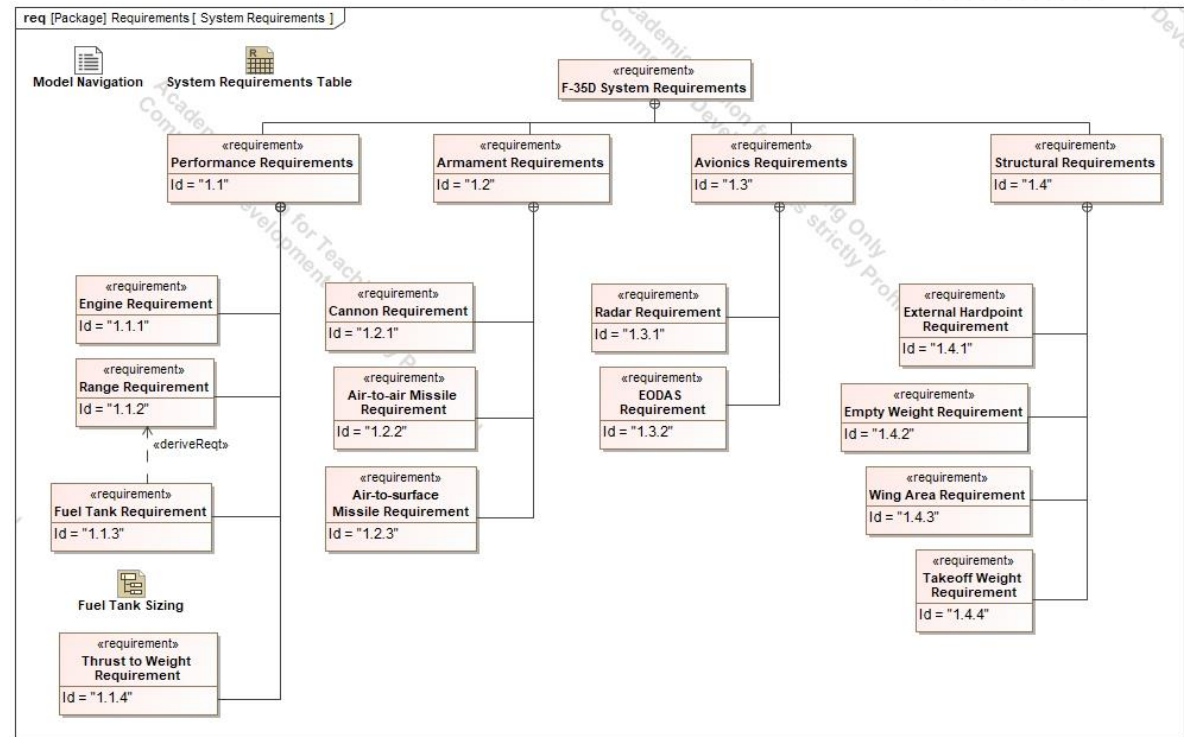 req [Package] Requirements [ System Requirements ]
Model Navigation
System Requirements Table
«requirement»
F-35D System Requirements
«requirement»
Performance Requirements
Id = "1.1"
«requirement»
Armament Requirements
Id = "1.2"
«requirement»
Avionics Requirements
Id = "1.3"
«requirement»
Structural Requirements
Id = "1.4"
«requirement»
Engine Requirement
Id = "1.1.1"
«requirement»
Range Requirement
Id = "1.1.2"
«deriveReqt»
«requirement»
Fuel Tank Requirement
Id = "1.1.3"
Fuel Tank Sizing
«requirement»
Thrust to Weight
Requirement
Id = "1.1.4"
«requirement»
Cannon Requirement
Id = "1.2.1"
«requirement»
Air-to-air Missile
Requirement
Id = "1.2.2"
«requirement»
Air-to-surface
Missile Requirement
Id = "1.2.3"
«requirement»
Radar Requirement
Id = "1.3.1"
«requirement»
EODAS
Requirement
Id = "1.3.2"
«requirement»
External Hardpoint
Requirement
Id = "1.4.1"
«requirement»
Empty Weight Requirement
Id = "1.4.2"
«requirement»
Wing Area Requirement
Id = "1.4.3"
«requirement»
Takeoff Weight
Requirement
Id = "1.4.4"